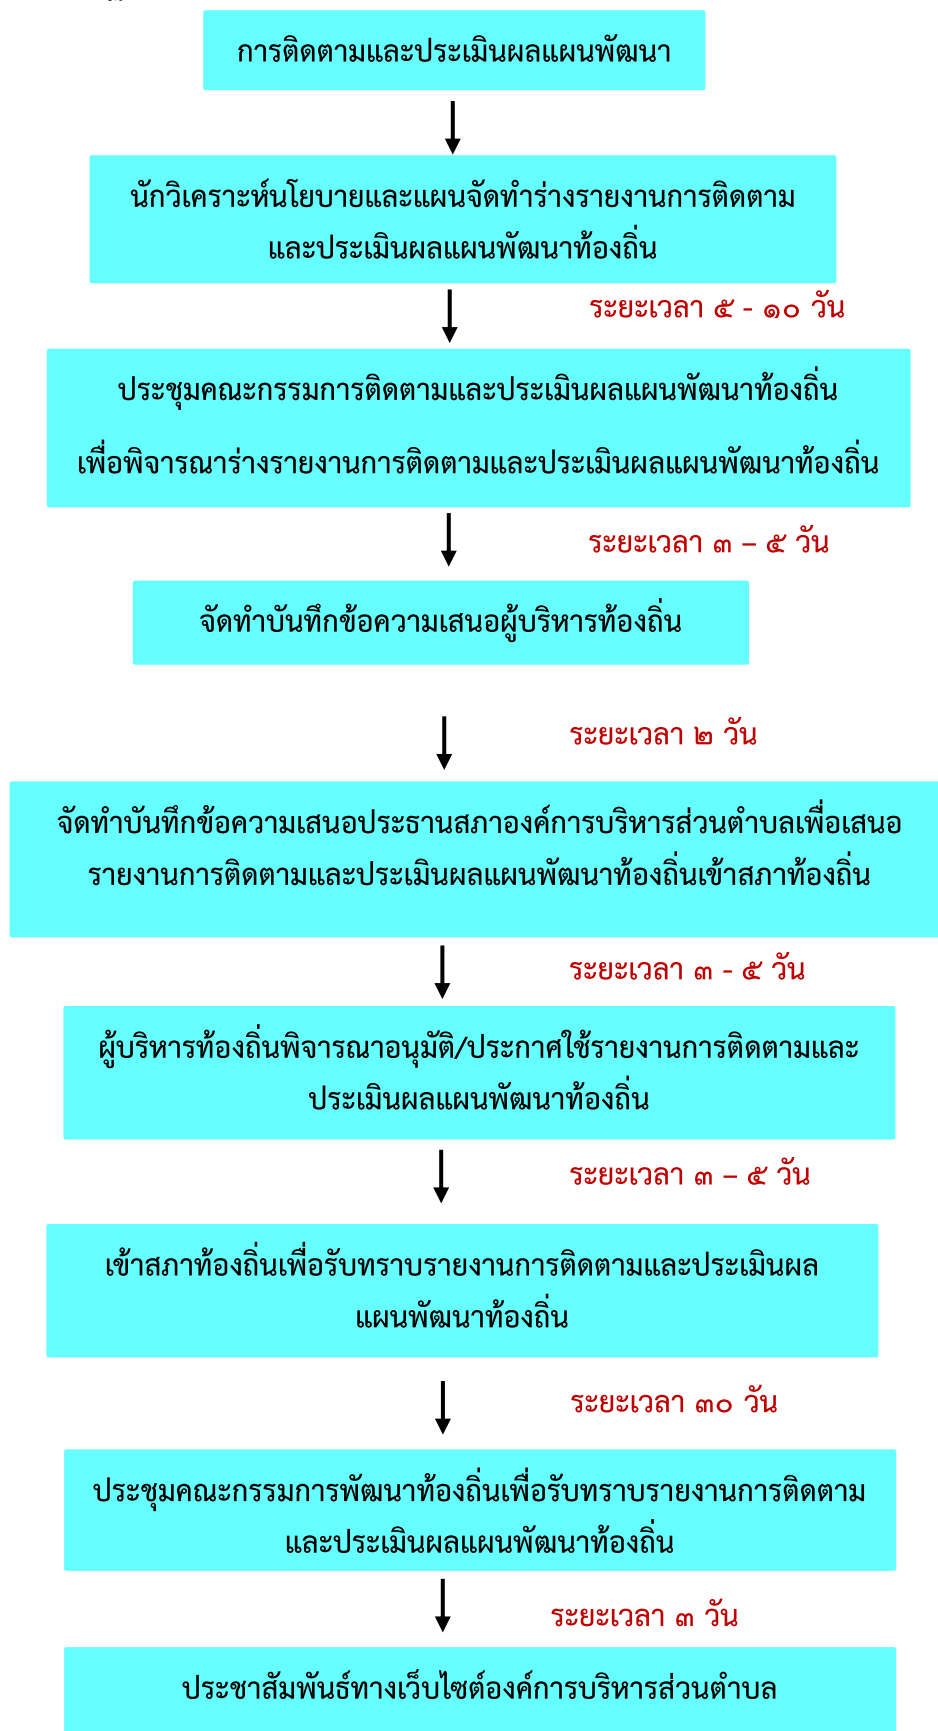 การติดตามและประเมินผลแผนพัฒนา
นักวิเคราะห์นโยบายและแผนจัดทำร่างรายงานการติดตาม
และประเมินผลแผนพัฒนาท้องถิ่น
ระยะเวลา ๕ - ๑๐ วัน
ประชุมคณะกรรมการติดตามและประเมินผลแผนพัฒนาท้องถิ่น
เพื่อพิจารณาร่างรายงานการติดตามและประเมินผลแผนพัฒนาท้องถิ่น
ระยะเวลา ๓ – ๕ วัน
จัดทำบันทึกข้อความเสนอผู้บริหารท้องถิ่น
ระยะเวลา ๒ วัน
จัดทำบันทึกข้อความเสนอประธานสภาองค์การบริหารส่วนตำบลเพื่อเสนอ
รายงานการติดตามและประเมินผลแผนพัฒนาท้องถิ่นเข้าสภาท้องถิ่น
ระยะเวลา ๓ - ๕ วัน
ผู้บริหารท้องถิ่นพิจารณาอนุมัติ/ประกาศใช้รายงานการติดตามและ
ประเมินผลแผนพัฒนาท้องถิ่น
ระยะเวลา ๓ – ๕ วัน
เข้าสภาท้องถิ่นเพื่อรับทราบรายงานการติดตามและประเมินผล
แผนพัฒนาท้องถิ่น
ระยะเวลา ๓๐ วัน
ประชุมคณะกรรมการพัฒนาท้องถิ่นเพื่อรับทราบรายงานการติดตาม
และประเมินผลแผนพัฒนาท้องถิ่น
ระยะเวลา ๓ วัน
ประชาสัมพันธ์ทางเว็บไซต์องค์การบริหารส่วนตำบล